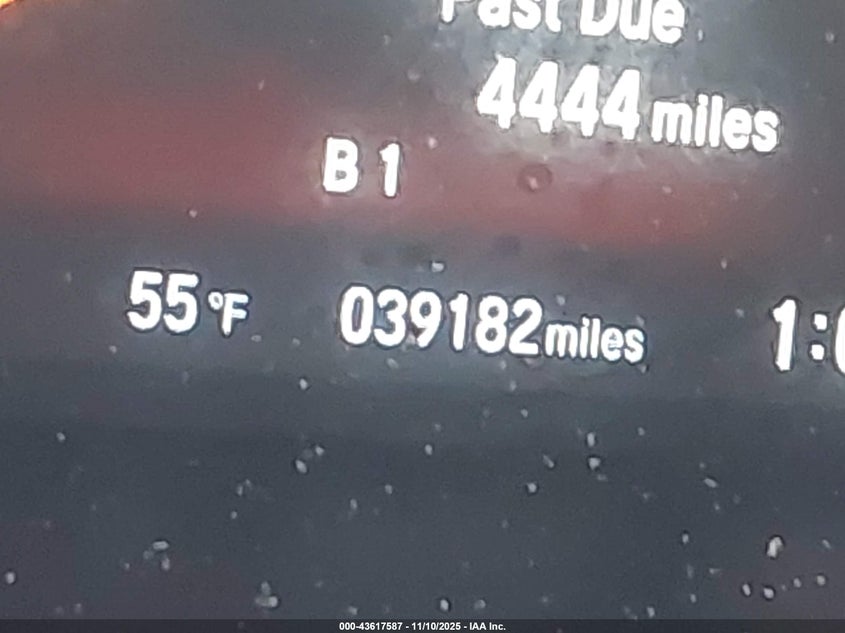 Past Due
4444 miles
B 1
55 °F 039182 miles
000-43617587 - 11/10/2025 - IAA Inc.